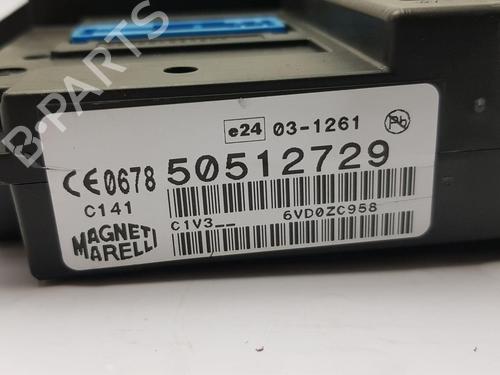 B-PARTS
e24 03-1261 Pb
CE0678 50512729
C141
C1V3__ 6VD0ZC958
MAGNETI
MARELLI